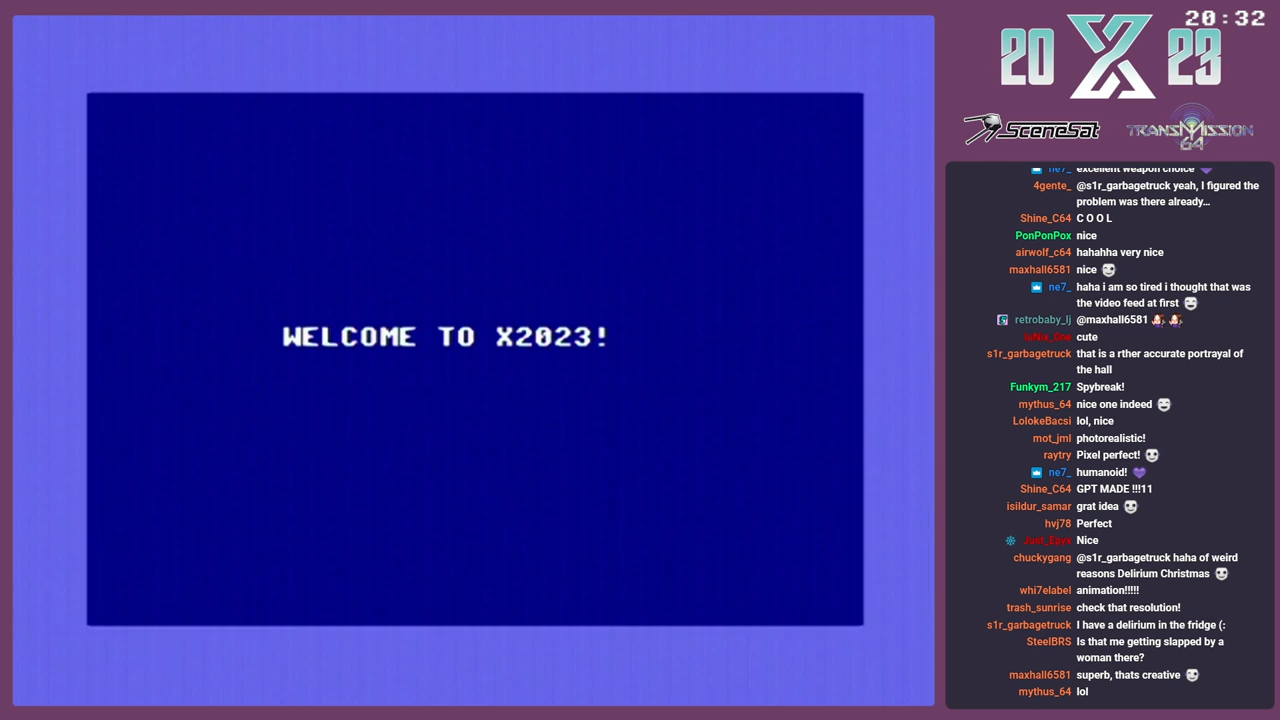 20:32
20 X 23
SCENESAT
TRANSMISSION
64
WELCOME TO X2023!
ne7_ excellent weapon choice
4gente_ @s1r_garbagetruck yeah, I figured the
problem was there already…
Shine_C64 C O O L
PonPonPox nice
airwolf_c64 hahahha very nice
maxhall6581 nice
ne7_ haha i am so tired i thought that was
the video feed at first
retrobaby_lj @maxhall6581
cute
s1r_garbagetruck that is a rther accurate portrayal of
the hall
Funkym_217 Spybreak!
mythus_64 nice one indeed
LolokeBacsi lol, nice
mot_jml photorealistic!
raytry Pixel perfect!
ne7_ humanoid!
Shine_C64 GPT MADE !!!11
isildur_samar grat idea
hvj78 Perfect
Nice
chuckygang @s1r_garbagetruck haha of weird
reasons Delirium Christmas
whi7elabel animation!!!!!
trash_sunrise check that resolution!
s1r_garbagetruck I have a delirium in the fridge (:
SteelBRS Is that me getting slapped by a
woman there?
maxhall6581 superb, thats creative
mythus_64 lol